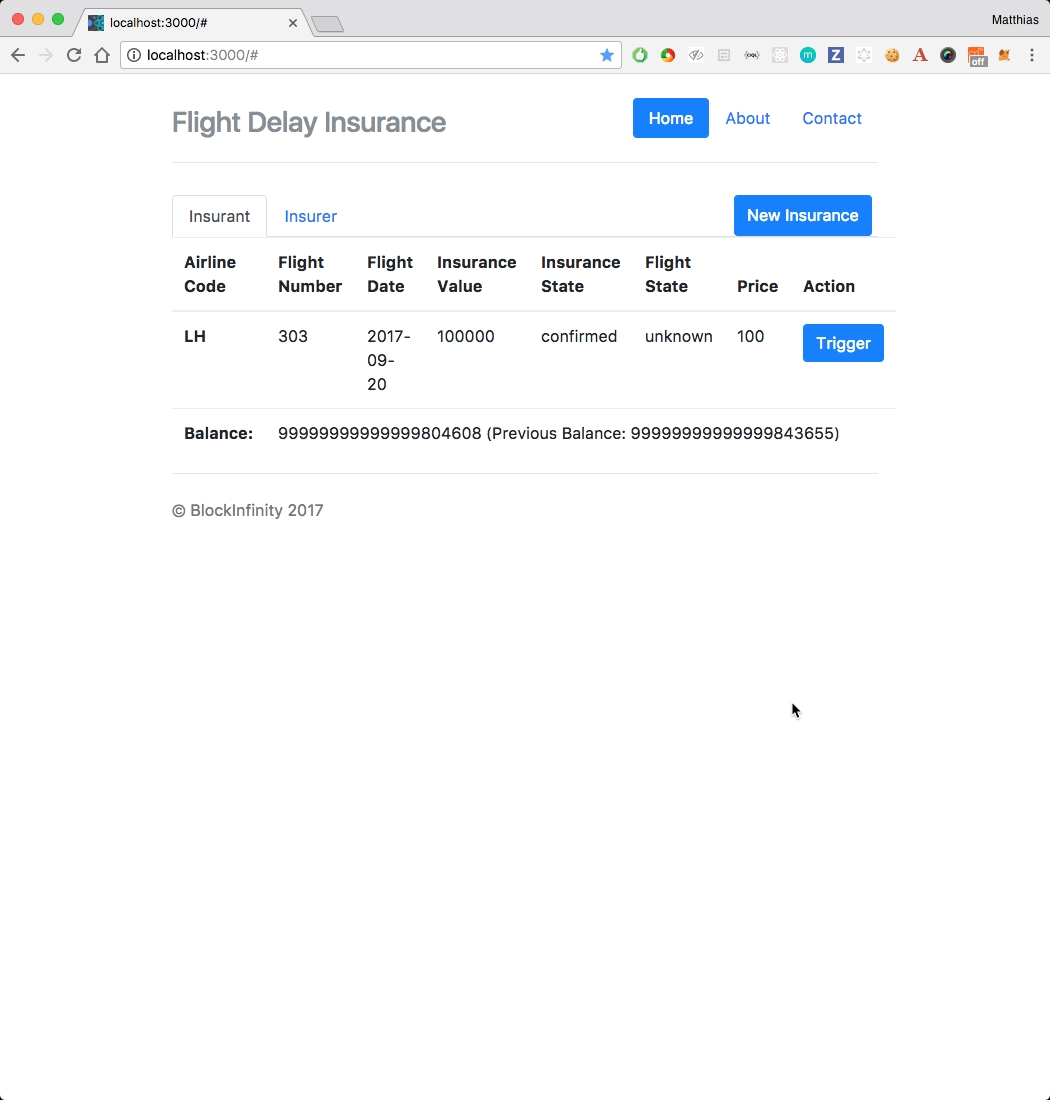 localhost:3000/#
Matthias
localhost:3000/#
off
Flight Delay Insurance
Home About Contact
Insurant Insurer New Insurance
Airline Code Flight Number Flight Date Insurance Value Insurance State Flight State Price Action
LH 303 2017-09-20 100000 confirmed unknown 100 Trigger
Balance: 99999999999999804608 (Previous Balance: 99999999999999843655)
© BlockInfinity 2017